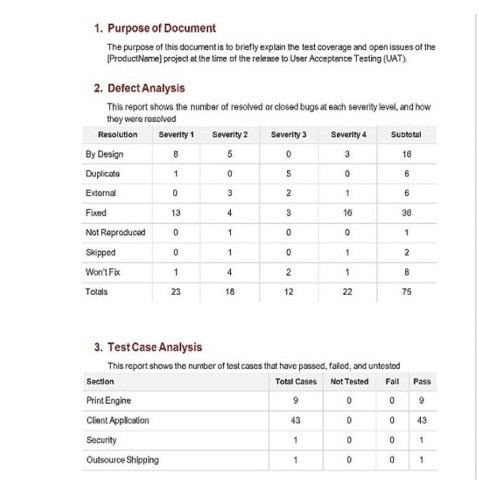 1. Purpose of Document
The purpose of this document is to briefly explain the test coverage and open issues of the
[ProductName] project at the time of the release to User Acceptance Testing (UAT).
2. Defect Analysis
This report shows the number of resolved or closed bugs at each severity level, and how
they were resolved
Resolution Severity 1 Severity 2 Severity 3 Severity 4 Subtotal
By Design 8 5 0 3 16
Duplicate 1 0 5 0 6
External 0 3 2 1 6
Fixed 13 4 3 16 36
Not Reproduced 0 1 0 0 1
Skipped 0 1 0 1 2
Won't Fix 1 4 2 1 8
Totals 23 18 12 22 75
3. Test Case Analysis
This report shows the number of test cases that have passed, failed, and untested
Section Total Cases Not Tested Fail Pass
Print Engine 9 0 0 9
Client Application 43 0 0 43
Security 1 0 0 1
Outsource Shipping 1 0 0 1